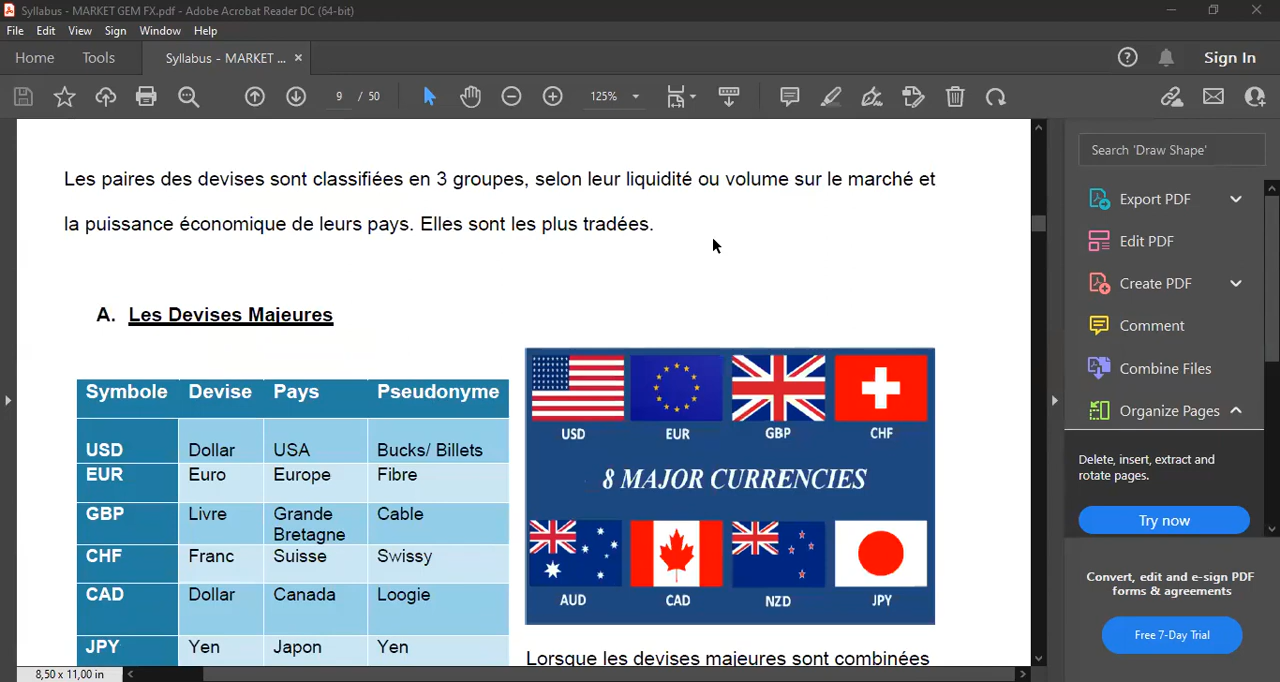 Syllabus - MARKET GEM FX.pdf - Adobe Acrobat Reader DC (64-bit)
File Edit View Sign Window Help
Home Tools Syllabus - MARKET ... × Sign In
9 / 50 125%
Les paires des devises sont classifiées en 3 groupes, selon leur liquidité ou volume sur le marché et
la puissance économique de leurs pays. Elles sont les plus tradées.
A. Les Devises Majeures
Symbole Devise Pays Pseudonyme
USD Dollar USA Bucks/ Billets
EUR Euro Europe Fibre
GBP Livre Grande Bretagne Cable
CHF Franc Suisse Swissy
CAD Dollar Canada Loogie
JPY Yen Japon Yen
USD EUR GBP CHF
8 MAJOR CURRENCIES
AUD CAD NZD JPY
Lorsque les devises majeures sont combinées
8,50 x 11,00 in
Search 'Draw Shape'
Export PDF
Edit PDF
Create PDF
Comment
Combine Files
Organize Pages
Delete, insert, extract and
rotate pages.
Try now
Convert, edit and e-sign PDF
forms & agreements
Free 7-Day Trial